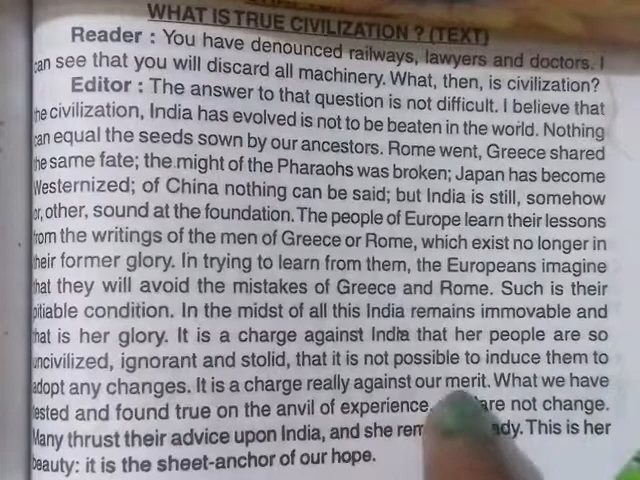 WHAT IS TRUE CIVILIZATION ? (TEXT)
Reader : You have denounced railways, lawyers and doctors. I
can see that you will discard all machinery. What, then, is civilization?
Editor : The answer to that question is not difficult. I believe that
the civilization, India has evolved is not to be beaten in the world. Nothing
can equal the seeds sown by our ancestors. Rome went, Greece shared
the same fate; the might of the Pharaohs was broken; Japan has become
Westernized; of China nothing can be said; but India is still, somehow
or, other, sound at the foundation. The people of Europe learn their lessons
from the writings of the men of Greece or Rome, which exist no longer in
their former glory. In trying to learn from them, the Europeans imagine
that they will avoid the mistakes of Greece and Rome. Such is their
pitiable condition. In the midst of all this India remains immovable and
that is her glory. It is a charge against India that her people are so
uncivilized, ignorant and stolid, that it is not possible to induce them to
adopt any changes. It is a charge really against our merit. What we have
tested and found true on the anvil of experience, are not change.
Many thrust their advice upon India, and she This is her
beauty: it is the sheet-anchor of our hope.